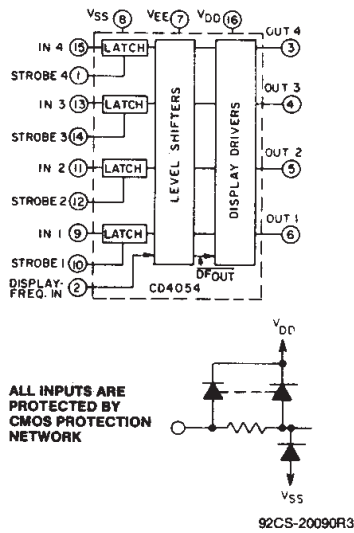 VSS 8 VEE 7 VDD 16
OUT 4
IN 4 15 LATCH 3
STROBE 4 1
OUT 3
IN 3 13 LATCH 4
STROBE 3 14
OUT 2
IN 2 11 LATCH 5
STROBE 2 12
OUT 1
IN 1 9 LATCH 6
STROBE 1 10
LEVEL SHIFTERS
DISPLAY DRIVERS
DISPLAY-
FREQ. IN 2
DFOUT
CD4054
VDD
ALL INPUTS ARE
PROTECTED BY
CMOS PROTECTION
NETWORK
VSS
92CS-20090R3